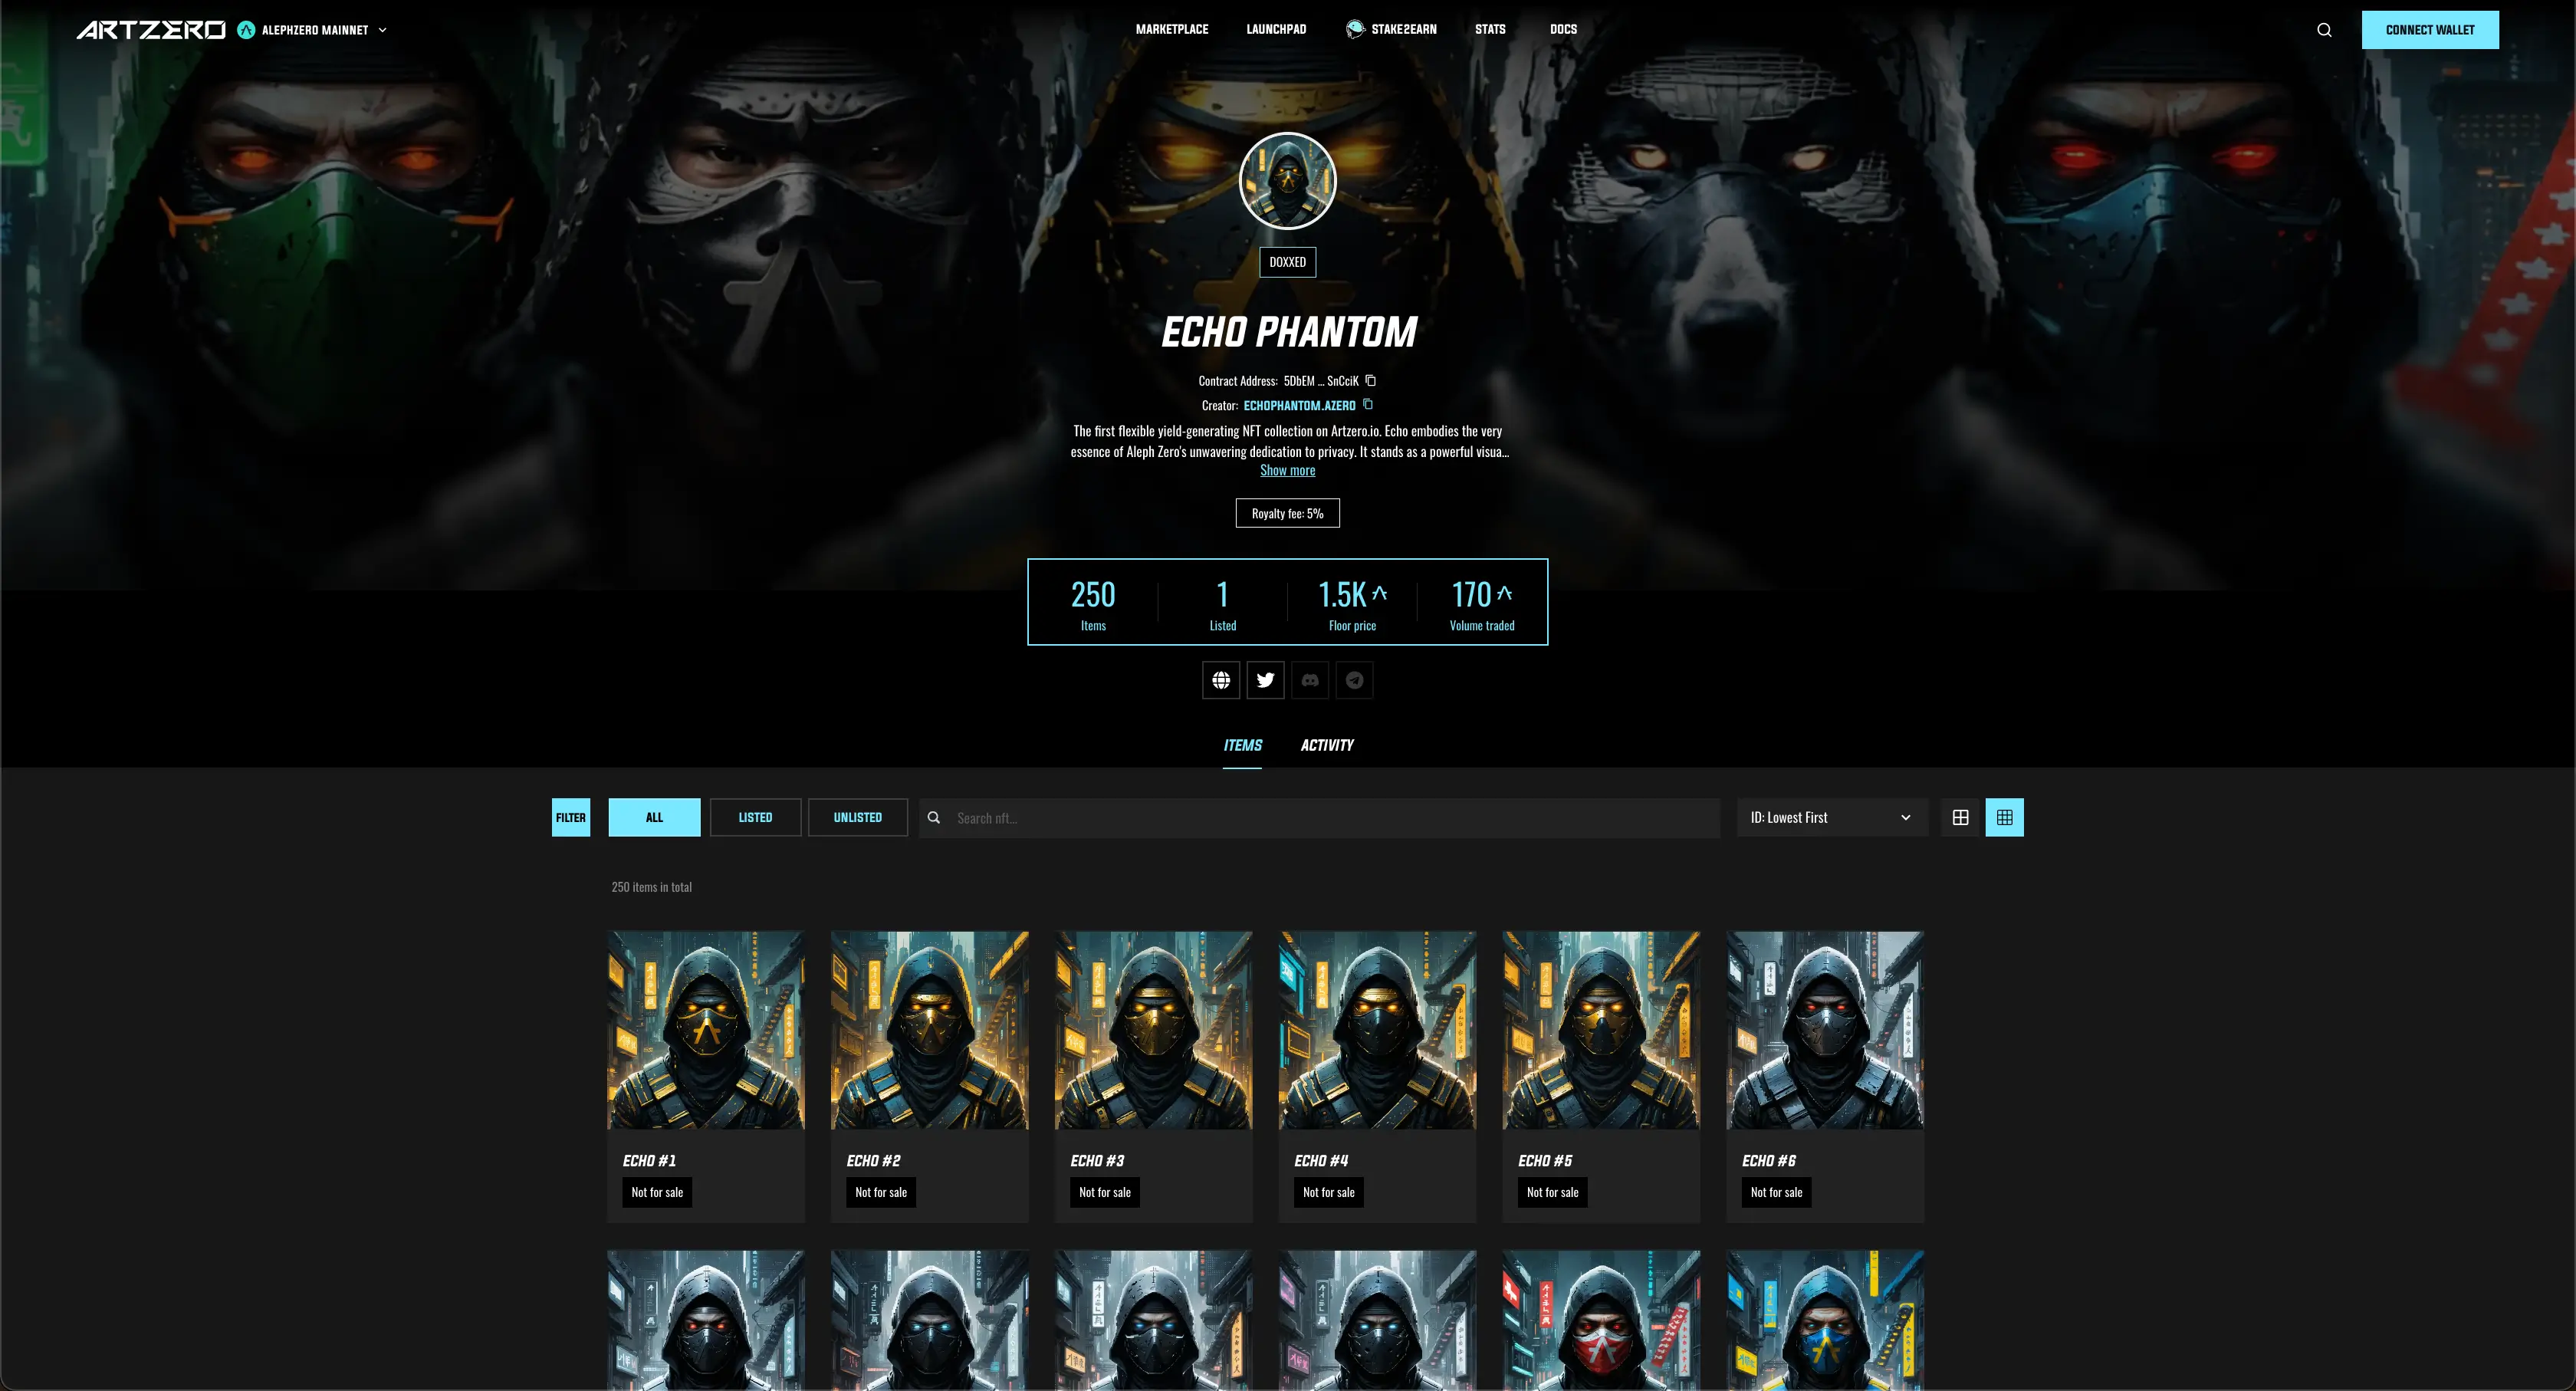 ARTZERO
ALEPHZERO MAINNET
MARKETPLACE
LAUNCHPAD
STAKE2EARN
STATS
DOCS
CONNECT WALLET
DOXXED
ECHO PHANTOM
Contract Address: 5DbEM ... SnCciK
Creator: ECHOPHANTOM.AZERO
The first flexible yield-generating NFT collection on Artzero.io. Echo embodies the very
essence of Aleph Zero's unwavering dedication to privacy. It stands as a powerful visua...
Show more
Royalty fee: 5%
250
Items
1
Listed
1.5K
Floor price
170
Volume traded
ITEMS
ACTIVITY
FILTER
ALL
LISTED
UNLISTED
Search nft...
ID: Lowest First
250 items in total
ECHO #1
Not for sale
ECHO #2
Not for sale
ECHO #3
Not for sale
ECHO #4
Not for sale
ECHO #5
Not for sale
ECHO #6
Not for sale